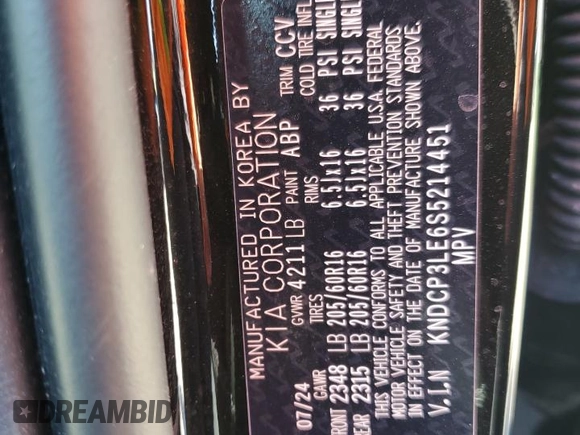 MANUFACTURED IN KOREA BY
KIA CORPORATION
07/24 GVWR 4211 LB PAINT ABP TRIM CCV
GAWR TIRES RIMS COLD TIRE INFL
FRONT 2348 LB 205/60R16 6.5Jx16 36 PSI SINGLE
REAR 2315 LB 205/60R16 6.5Jx16 36 PSI SINGLE
THIS VEHICLE CONFORMS TO ALL APPLICABLE U.S.A. FEDERAL
MOTOR VEHICLE SAFETY AND THEFT PREVENTION STANDARDS
IN EFFECT ON THE DATE OF MANUFACTURE SHOWN ABOVE.
V.I.N KNDCP3LE6S5214451
MPV
DREAMBID